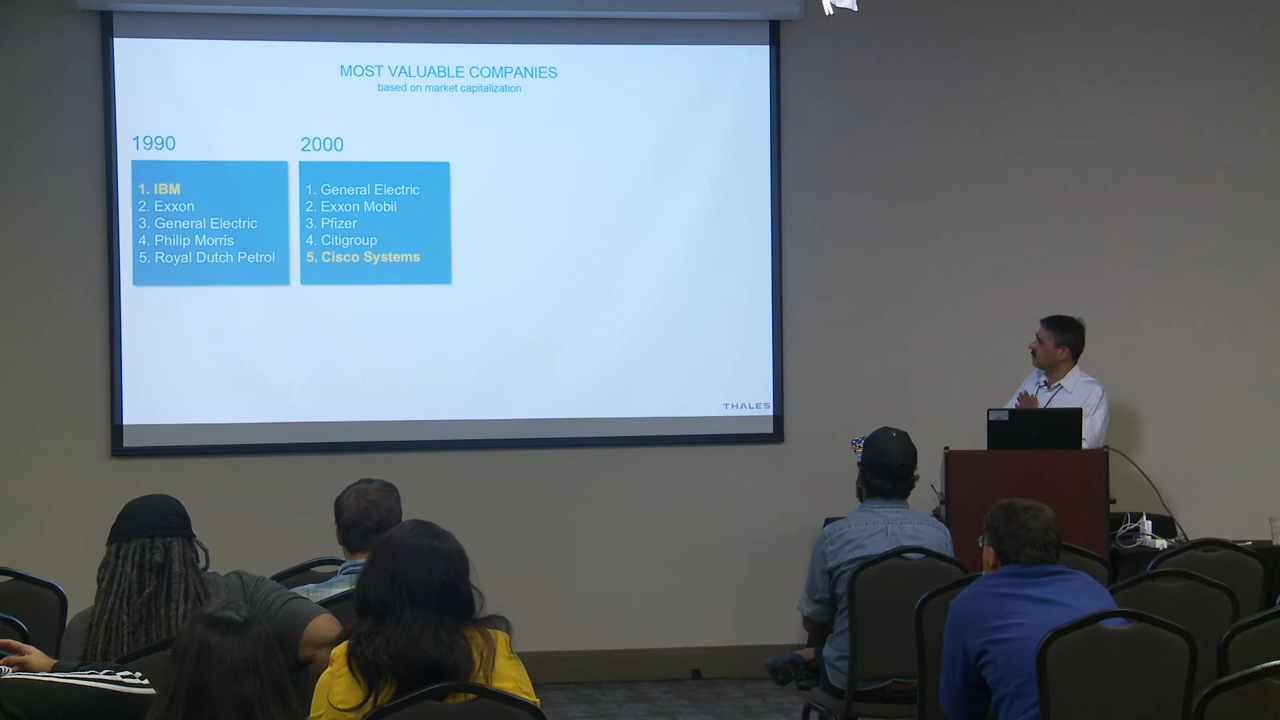 MOST VALUABLE COMPANIES
based on market capitalization
1990
1. IBM
2. Exxon
3. General Electric
4. Philip Morris
5. Royal Dutch Petrol
2000
1. General Electric
2. Exxon Mobil
3. Pfizer
4. Citigroup
5. Cisco Systems
THALES